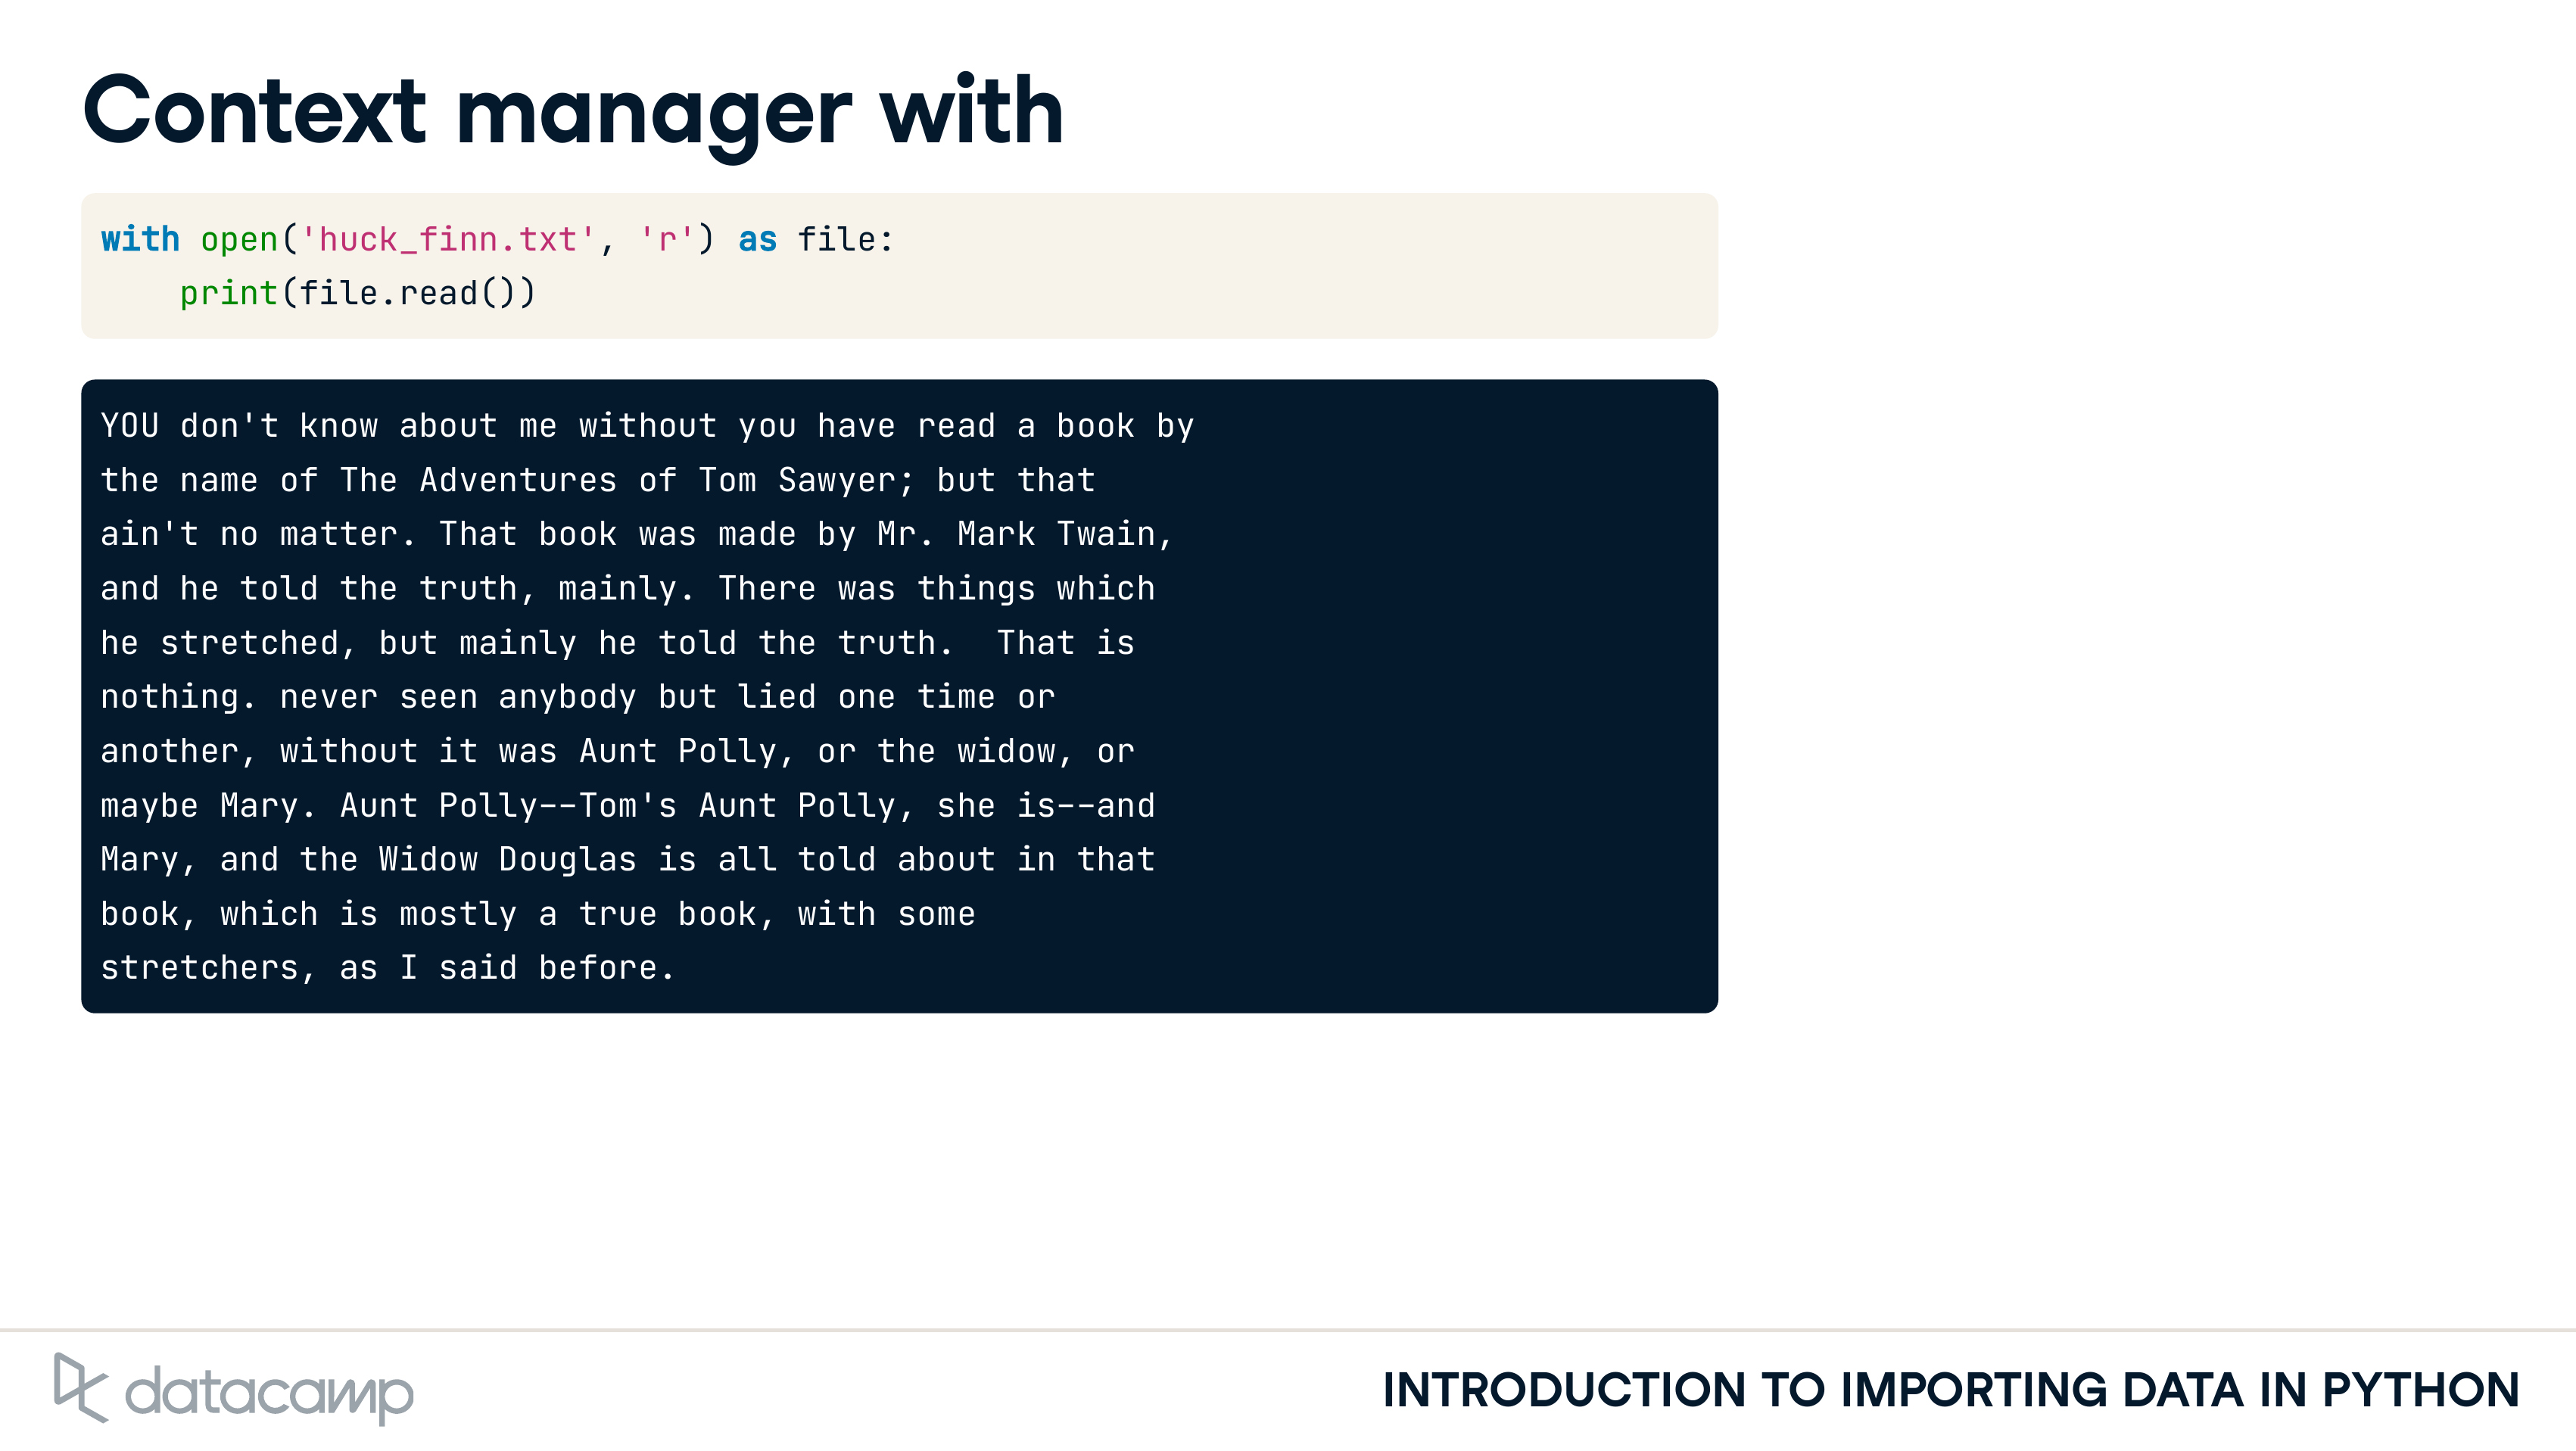 Context manager with
with open('huck_finn.txt', 'r') as file:
    print(file.read())
YOU don't know about me without you have read a book by
the name of The Adventures of Tom Sawyer; but that
ain't no matter. That book was made by Mr. Mark Twain,
and he told the truth, mainly. There was things which
he stretched, but mainly he told the truth.  That is
nothing. never seen anybody but lied one time or
another, without it was Aunt Polly, or the widow, or
maybe Mary. Aunt Polly--Tom's Aunt Polly, she is--and
Mary, and the Widow Douglas is all told about in that
book, which is mostly a true book, with some
stretchers, as I said before.
datacamp
INTRODUCTION TO IMPORTING DATA IN PYTHON